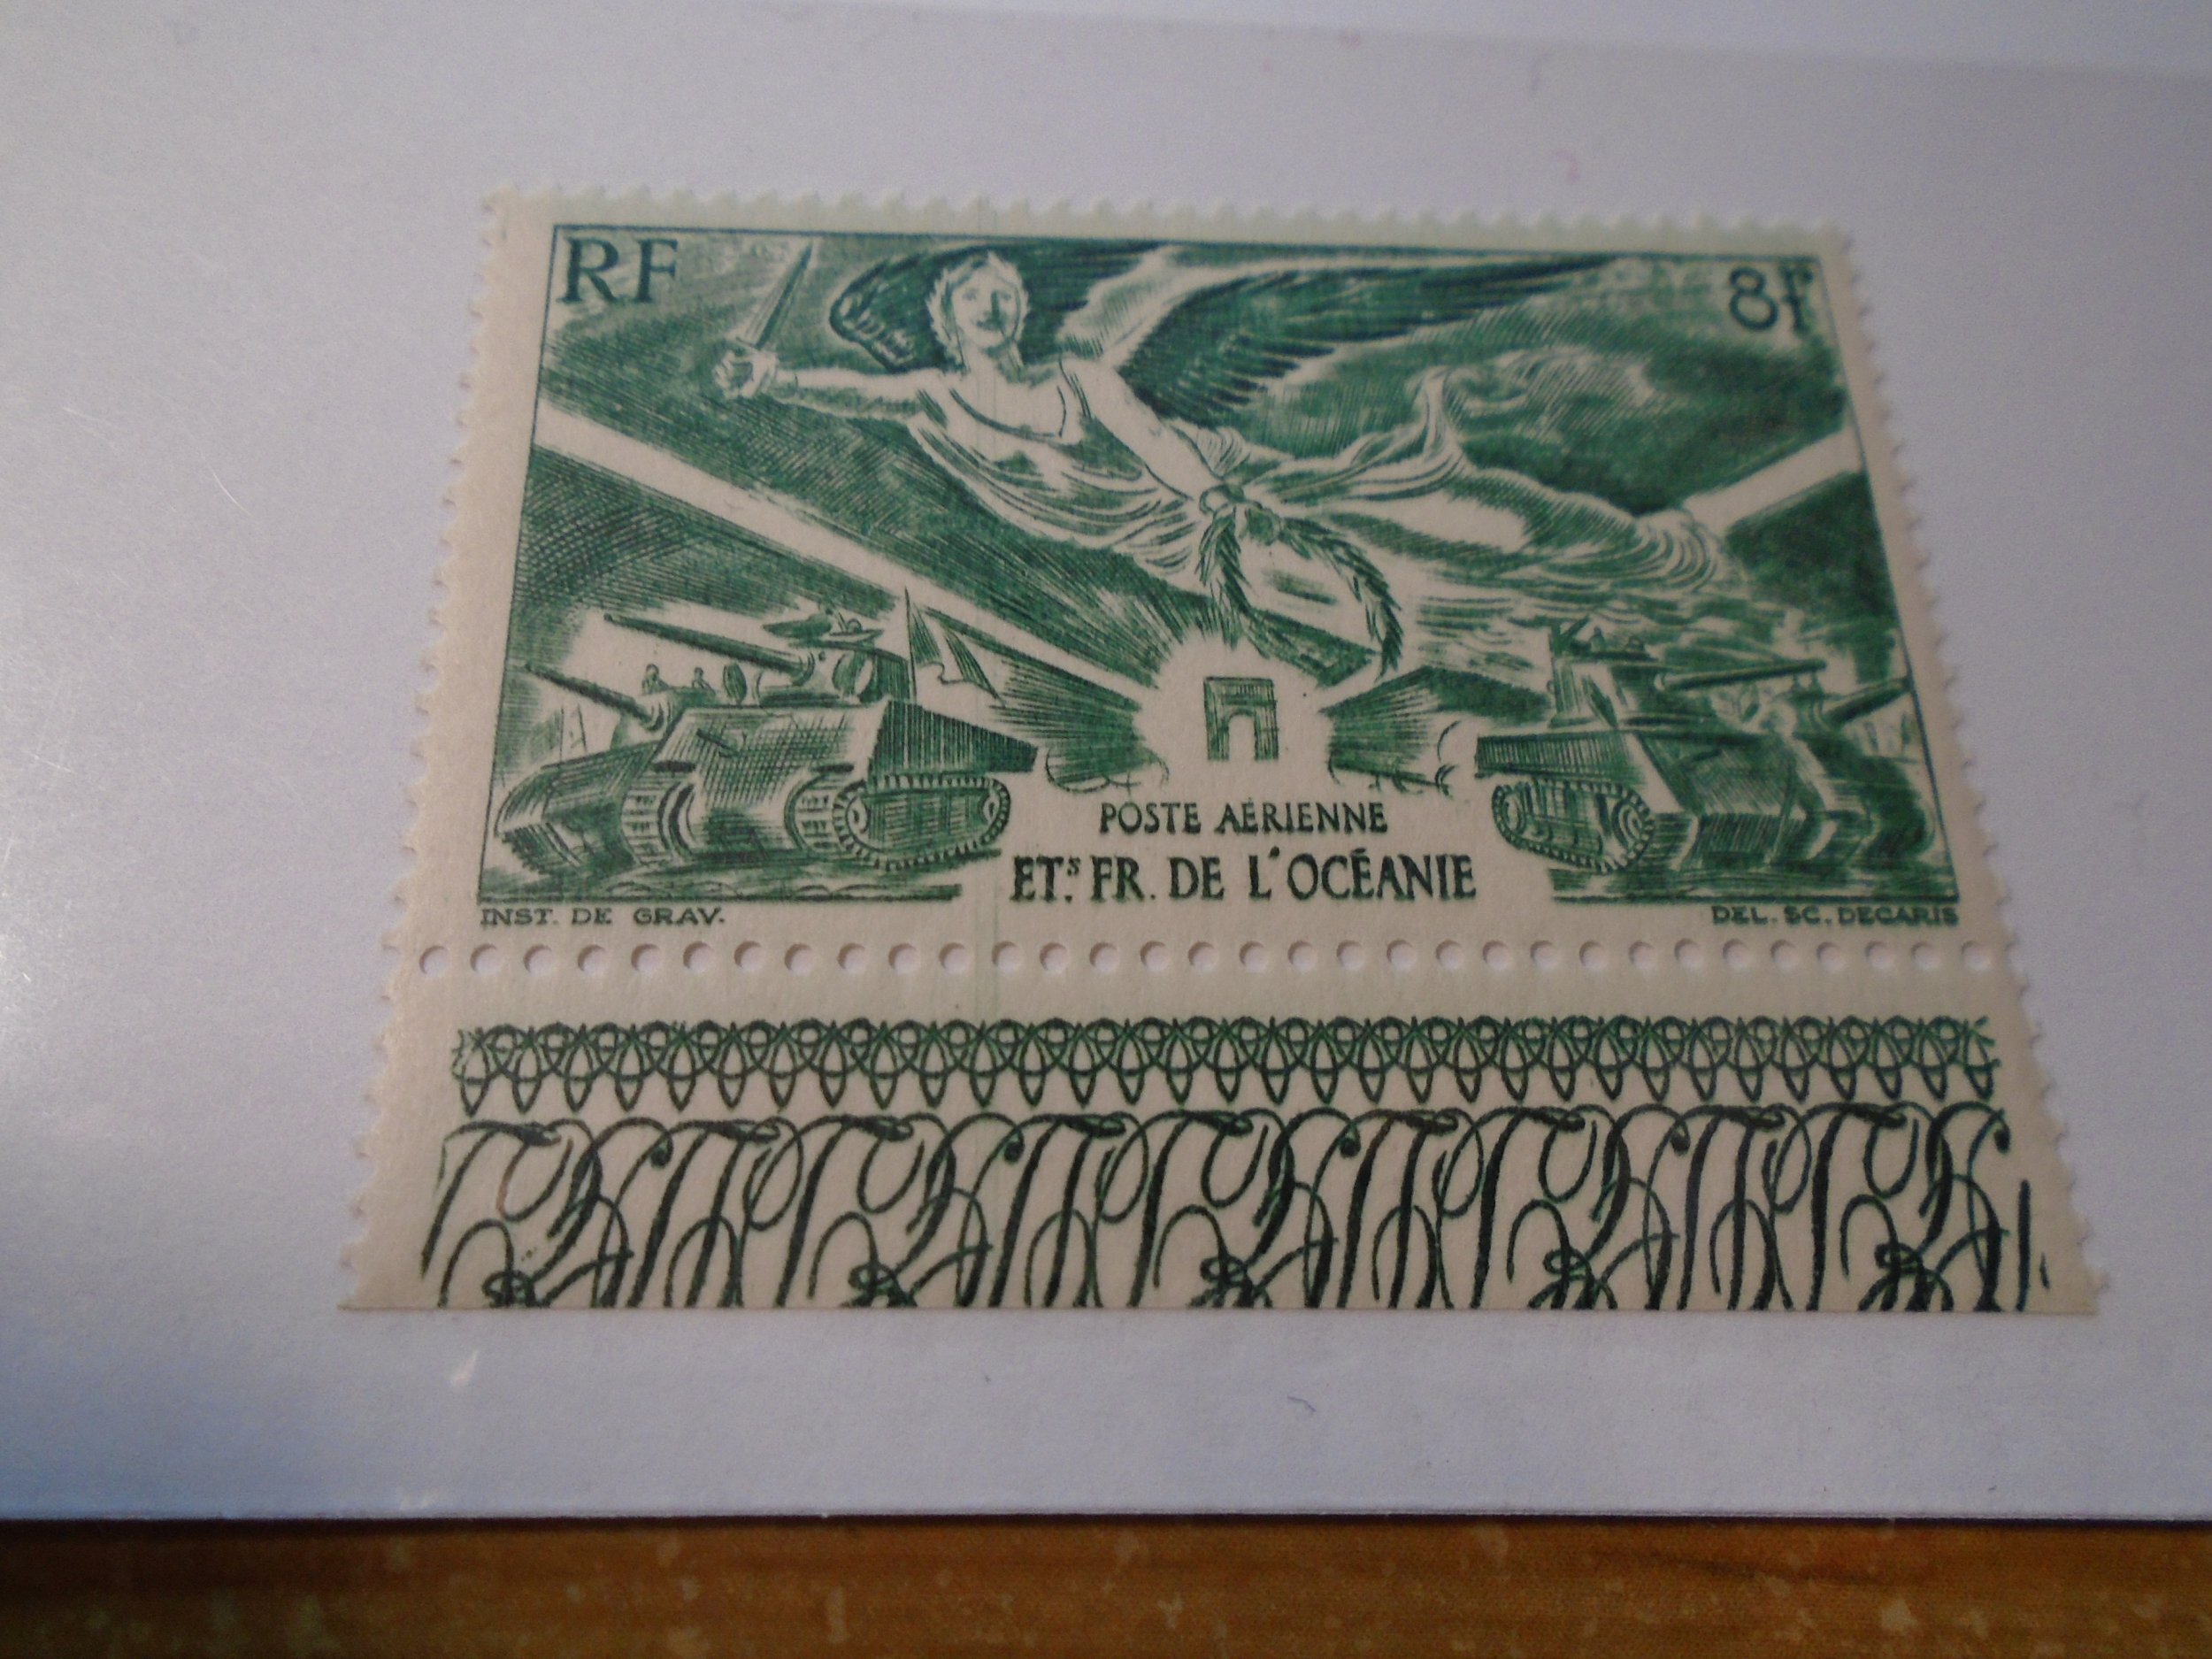 RF
8f
POSTE AÉRIENNE
ETS FR. DE L'OCÉANIE
INST. DE GRAV.
DEL. SC. DECARIS